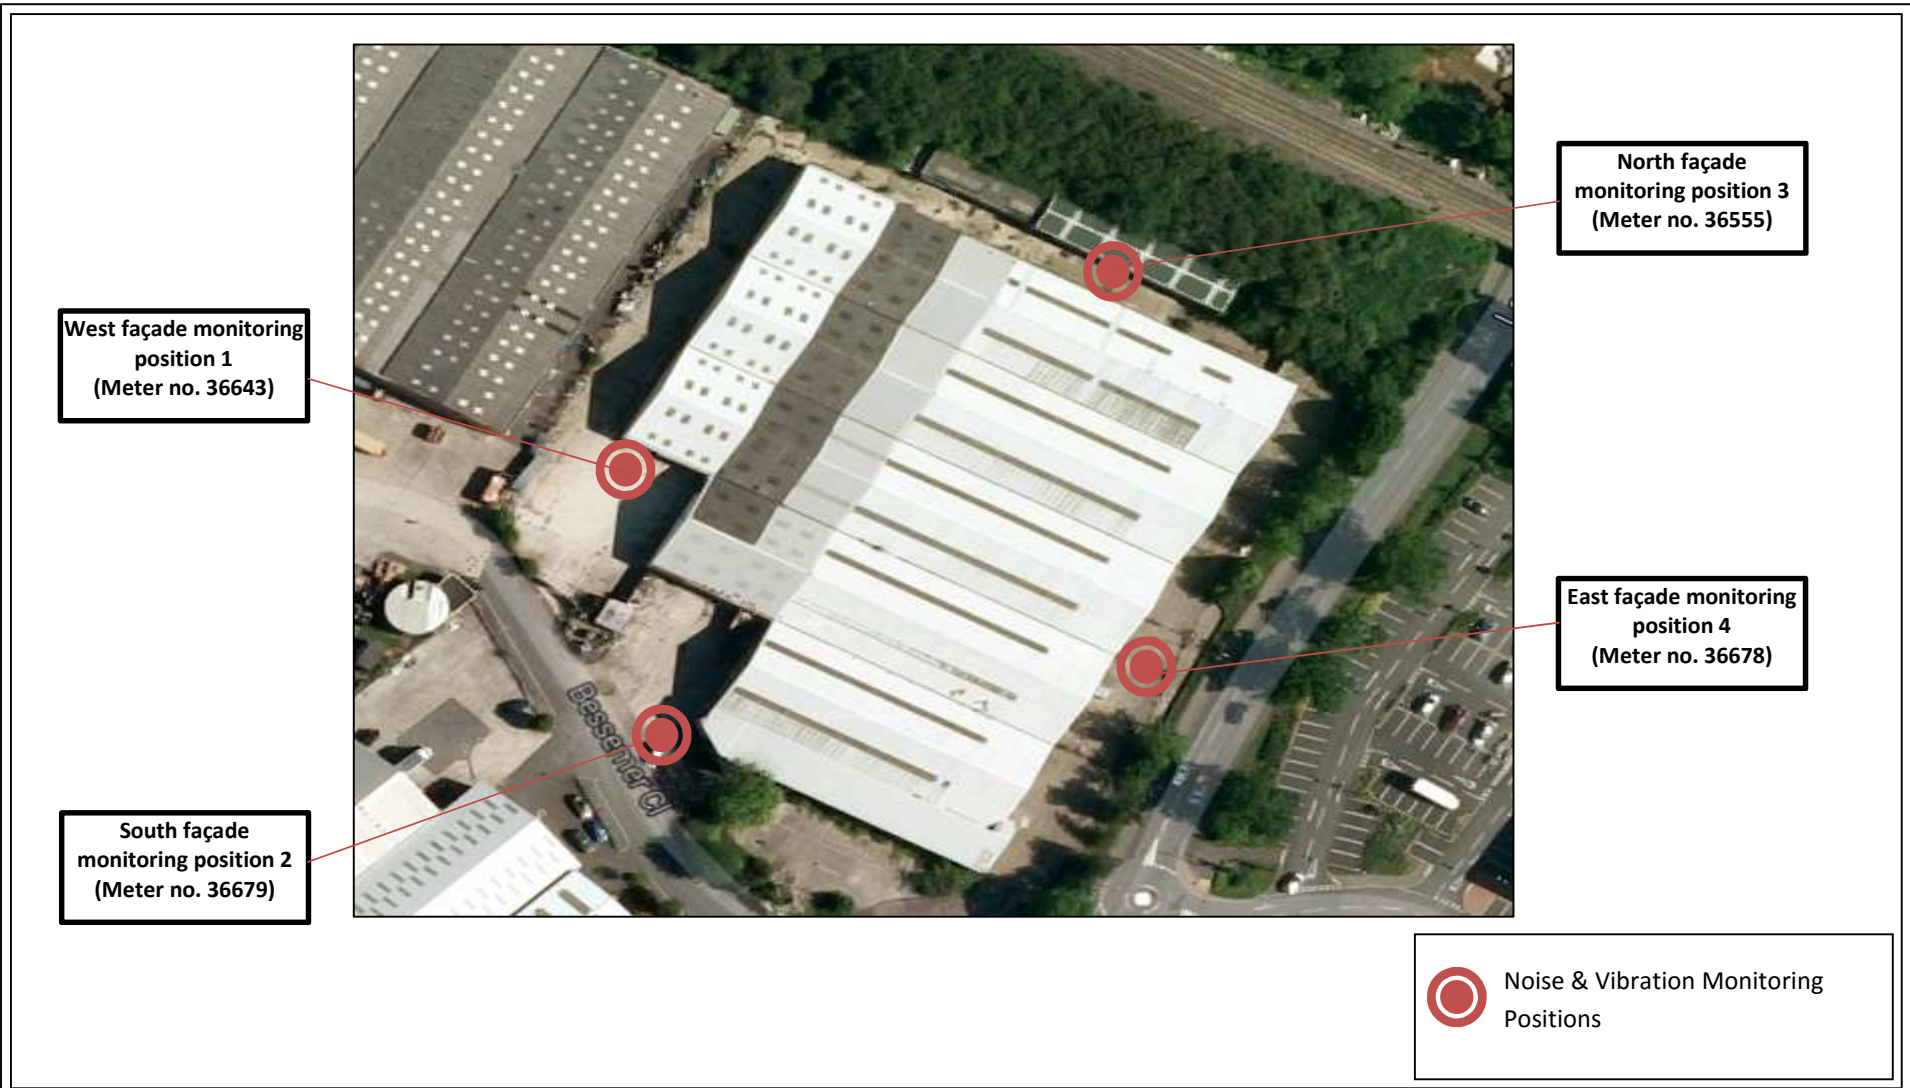 North façade
monitoring position 3
(Meter no. 36555)
West façade monitoring
position 1
(Meter no. 36643)
East façade monitoring
position 4
(Meter no. 36678)
Bessemer Cl
South façade
monitoring position 2
(Meter no. 36679)
Noise & Vibration Monitoring
Positions